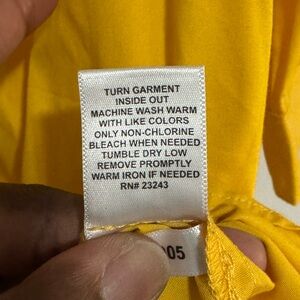 TURN GARMENT
INSIDE OUT
MACHINE WASH WARM
WITH LIKE COLORS
ONLY NON-CHLORINE
BLEACH WHEN NEEDED
TUMBLE DRY LOW
REMOVE PROMPTLY
WARM IRON IF NEEDED
RN# 23243